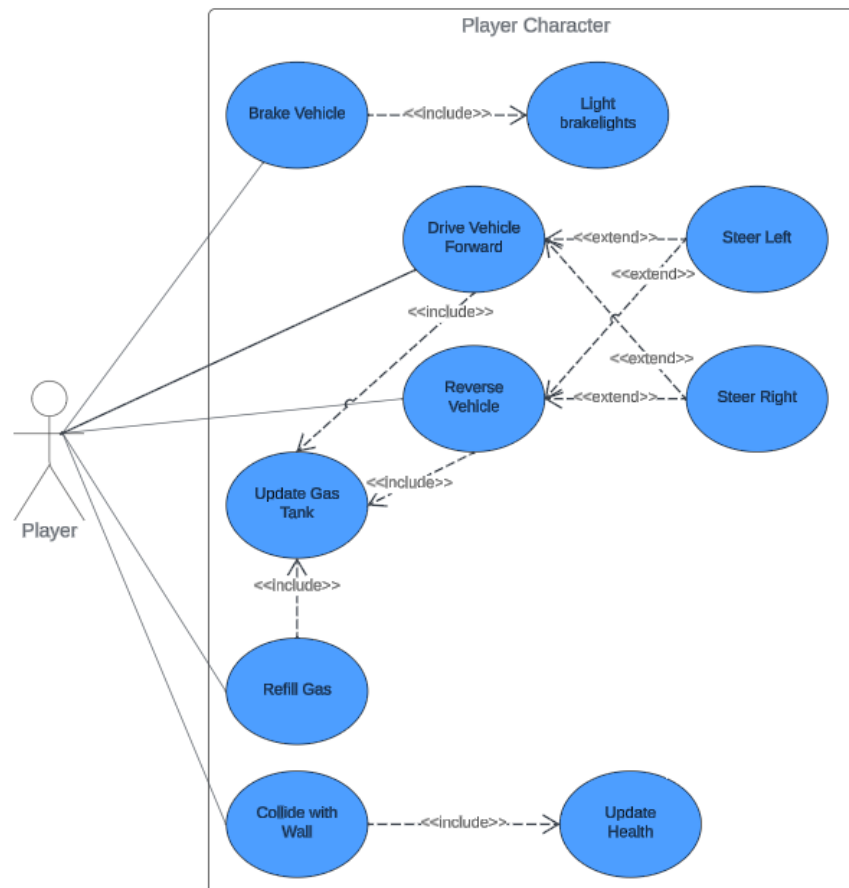 Player Character
Brake Vehicle
<<include>>
Light
brakelights
Drive Vehicle
Forward
<<extend>>
Steer Left
<<extend>>
<<include>>
Reverse
Vehicle
<<extend>>
<<extend>>
Steer Right
Update Gas
Tank
<<include>>
Player
<<include>>
Refill Gas
Collide with
Wall
<<include>>
Update
Health